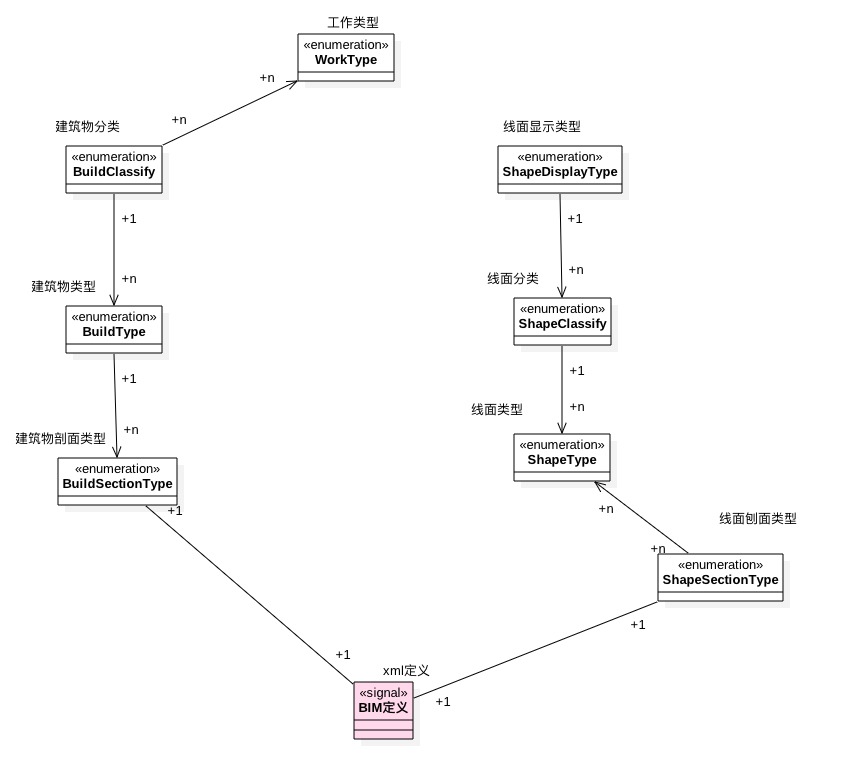 工作类型
«enumeration»
WorkType
+n
+n
建筑物分类
«enumeration»
BuildClassify
+1
+n
建筑物类型
«enumeration»
BuildType
+1
+n
建筑物剖面类型
«enumeration»
BuildSectionType
+1
线面显示类型
«enumeration»
ShapeDisplayType
+1
+n
线面分类
«enumeration»
ShapeClassify
+1
+n
线面类型
«enumeration»
ShapeType
+n
线面刨面类型
+n
«enumeration»
ShapeSectionType
+1
+1
xml定义
«signal»
BIM定义
+1